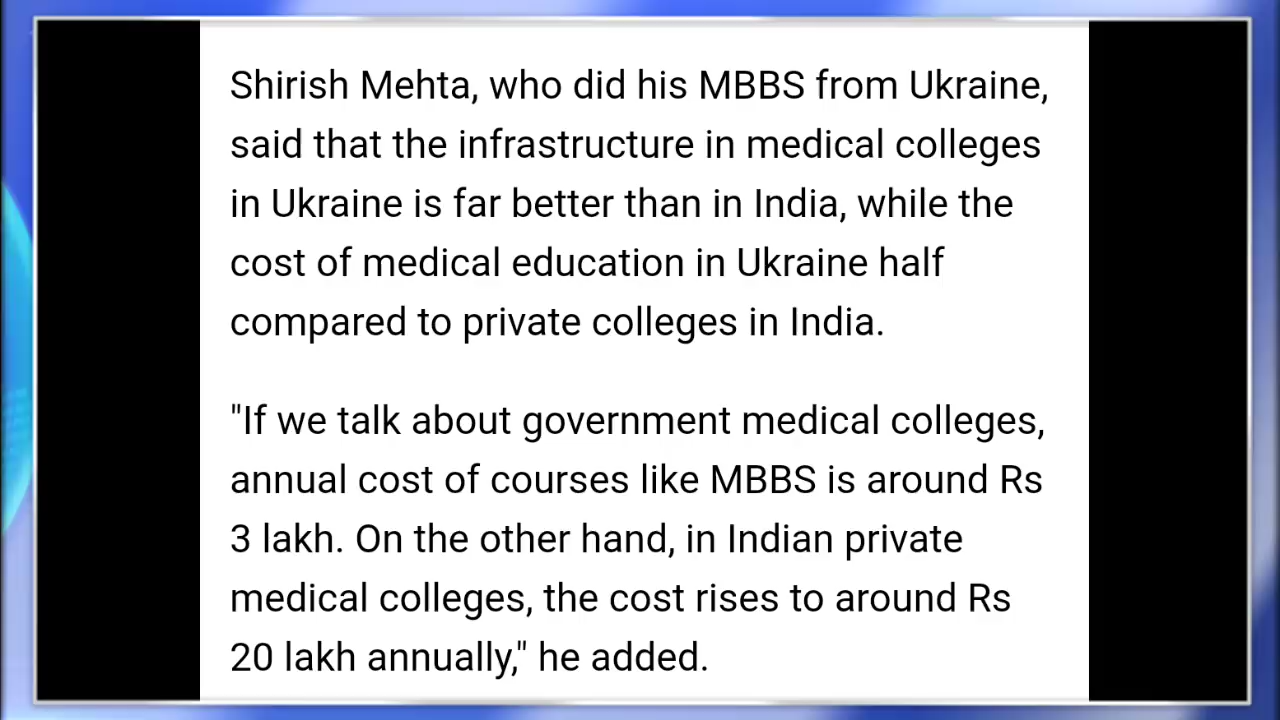 Shirish Mehta, who did his MBBS from Ukraine,
said that the infrastructure in medical colleges
in Ukraine is far better than in India, while the
cost of medical education in Ukraine half
compared to private colleges in India.
"If we talk about government medical colleges,
annual cost of courses like MBBS is around Rs
3 lakh. On the other hand, in Indian private
medical colleges, the cost rises to around Rs
20 lakh annually," he added.